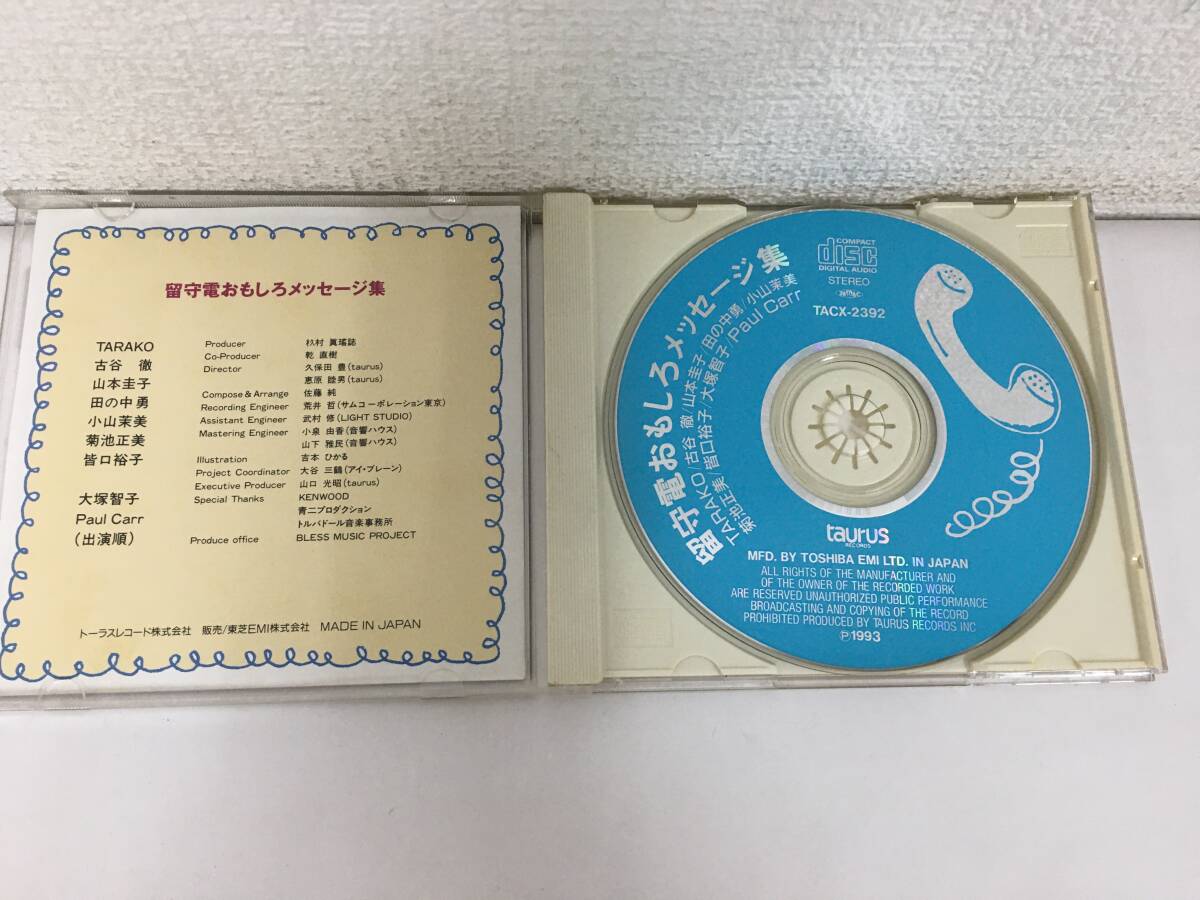 留守電おもしろメッセージ集
TARAKO
古谷 徹
山本圭子
田の中勇
小山茉美
菊池正美
皆口裕子
大塚智子
Paul Carr
(出演順)
Producer 杉村 眞瑤誌
Co-Producer 乾 直樹
Director 久保田 豊(taurus)
恵原 睦男(taurus)
Compose & Arrange 佐藤 純
Recording Engineer 荒井 哲(サムコーポレーション東京)
Assistant Engineer 武村 修(LIGHT STUDIO)
Mastering Engineer 小泉 由香(音響ハウス)
山下 雅民(音響ハウス)
Illustration 吉本 ひかる
Project Coordinator 大谷 三鶴(アイ・ブレーン)
Executive Producer 山口 光昭(taurus)
Special Thanks KENWOOD
青二プロダクション
トルバドール音楽事務所
Produce office BLESS MUSIC PROJECT
トーラスレコード株式会社 販売/東芝EMI株式会社 MADE IN JAPAN
留守電おもしろメッセージ集
TARAKO/古谷 徹/山本圭子/田の中勇/小山茉美
菊池正美/皆口裕子/大塚智子/Paul Carr
COMPACT
disc
DIGITAL AUDIO
STEREO
TACX-2392
taurus
RECORDS
MFD. BY TOSHIBA EMI LTD. IN JAPAN
ALL RIGHTS OF THE MANUFACTURER AND
OF THE OWNER OF THE RECORDED WORK
ARE RESERVED UNAUTHORIZED PUBLIC PERFORMANCE
BROADCASTING AND COPYING OF THE RECORD
PROHIBITED PRODUCED BY TAURUS RECORDS INC
Ⓟ1993